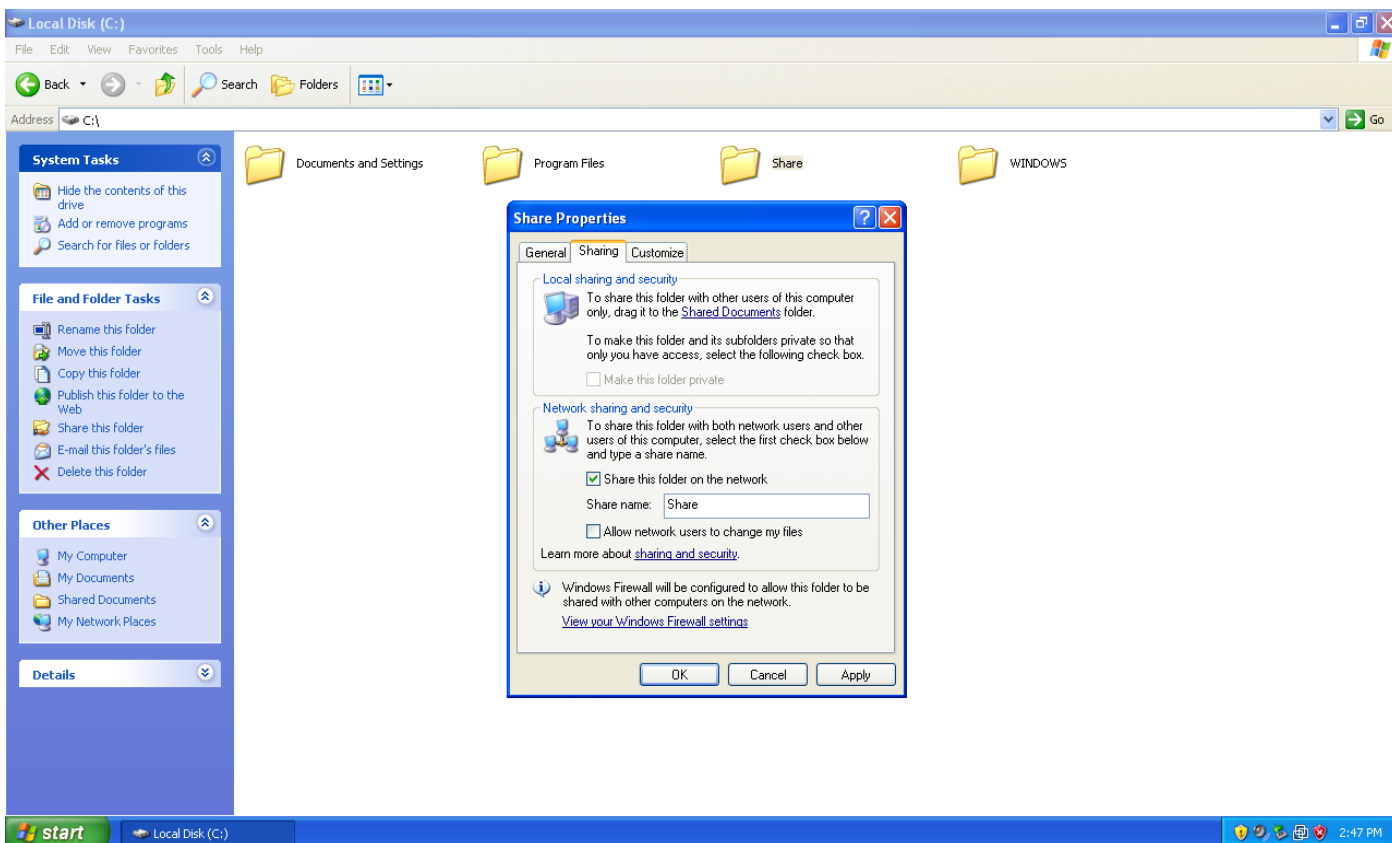 Local Disk (C:)
File Edit View Favorites Tools Help
Back Search Folders
Address C:\ Go
System Tasks
Hide the contents of this
drive
Add or remove programs
Search for files or folders
File and Folder Tasks
Rename this folder
Move this folder
Copy this folder
Publish this folder to the
Web
Share this folder
E-mail this folder's files
Delete this folder
Other Places
My Computer
My Documents
Shared Documents
My Network Places
Details
Documents and Settings Program Files Share WINDOWS
Share Properties
General Sharing Customize
Local sharing and security
To share this folder with other users of this computer
only, drag it to the Shared Documents folder.
To make this folder and its subfolders private so that
only you have access, select the following check box.
Make this folder private
Network sharing and security
To share this folder with both network users and other
users of this computer, select the first check box below
and type a share name.
Share this folder on the network
Share name: Share
Allow network users to change my files
Learn more about sharing and security.
Windows Firewall will be configured to allow this folder to be
shared with other computers on the network.
View your Windows Firewall settings
OK Cancel Apply
start Local Disk (C:) 2:47 PM